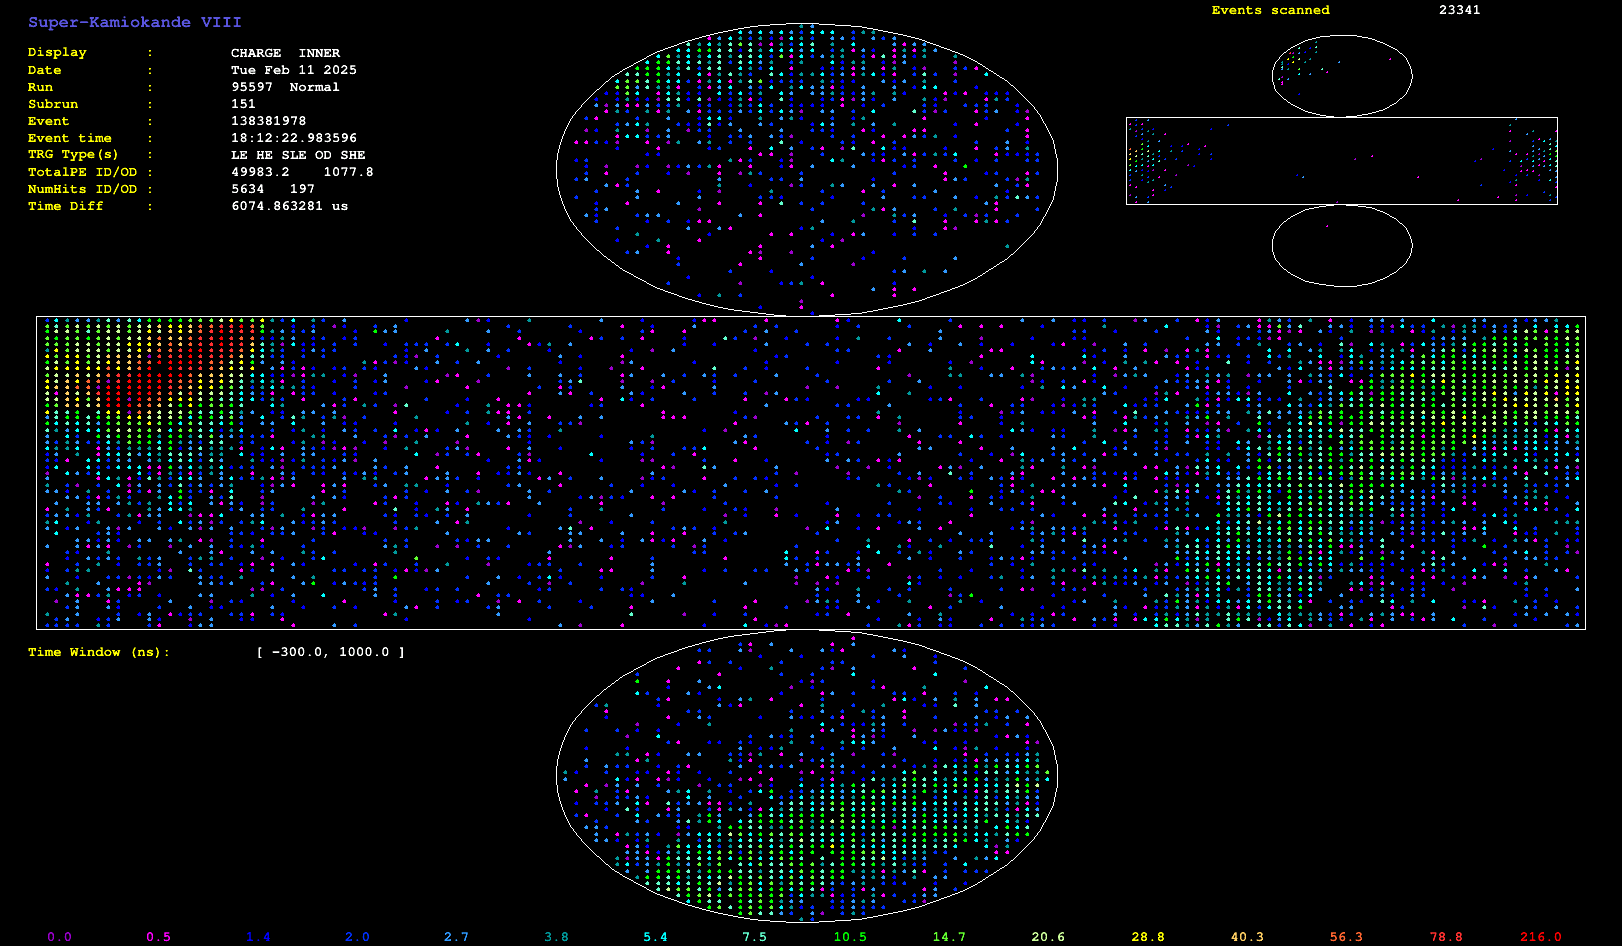 Super-Kamiokande VIII
Events scanned 23341
Display : CHARGE INNER
Date : Tue Feb 11 2025
Run : 95597 Normal
Subrun : 151
Event : 138381978
Event time : 18:12:22.983596
TRG Type(s) : LE HE SLE OD SHE
TotalPE ID/OD : 49983.2 1077.8
NumHits ID/OD : 5634 197
Time Diff : 6074.863281 us
Time Window (ns): [ -300.0, 1000.0 ]
0.0 0.5 1.4 2.0 2.7 3.8 5.4 7.5 10.5 14.7 20.6 28.8 40.3 56.3 78.8 216.0